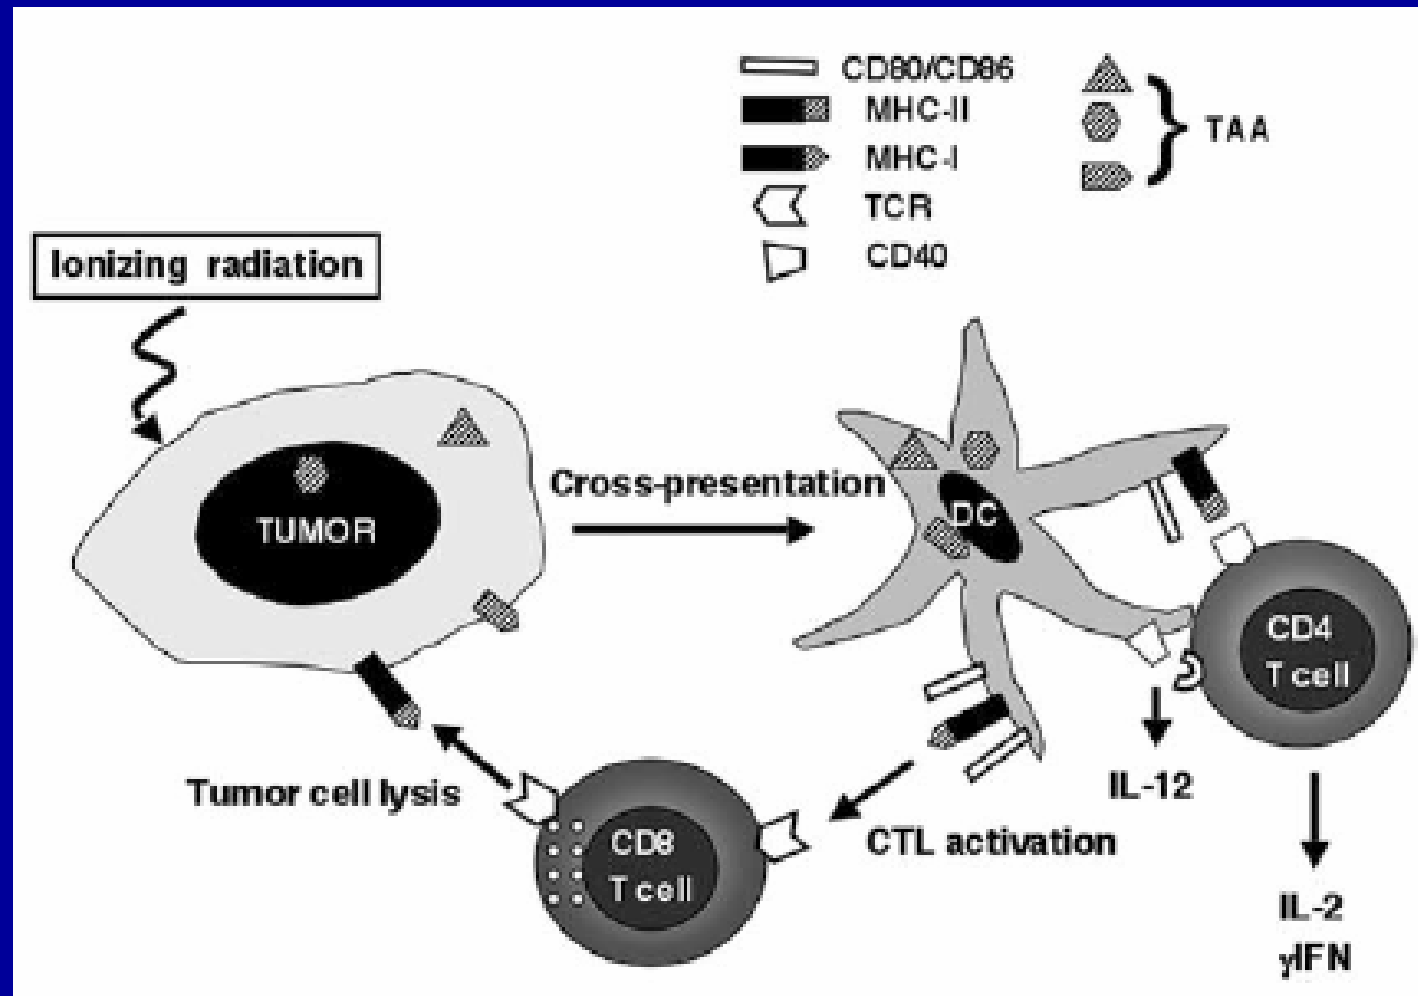 CD80/CD86
MHC-II
MHC-I
TCR
CD40
TAA
Ionizing radiation
TUMOR
Cross-presentation
DC
CD4
T cell
IL-12
IL-2
γIFN
CTL activation
CD8
T cell
Tumor cell lysis